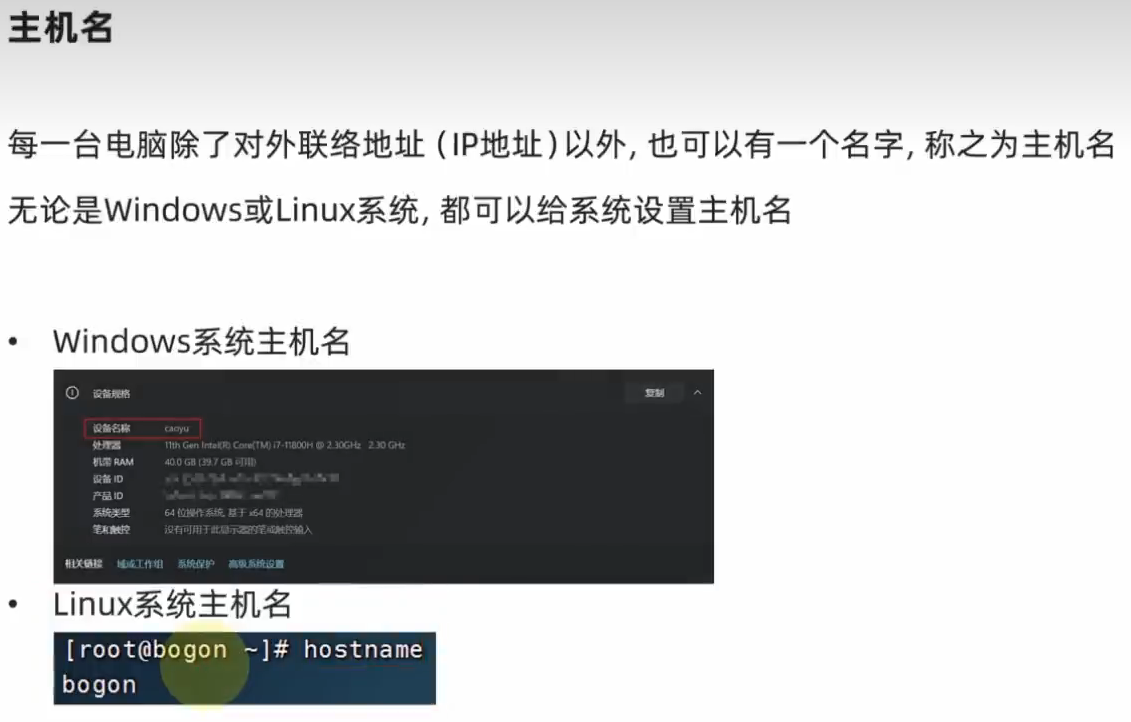 主机名
每一台电脑除了对外联络地址（IP地址）以外，也可以有一个名字，称之为主机名
无论是Windows或Linux系统，都可以给系统设置主机名
• Windows系统主机名
设备规格 复制
设备名称 caoyu
处理器 11th Gen Intel(R) Core(TM) i7-11800H @ 2.30GHz 2.30 GHz
机带 RAM 40.0 GB (39.7 GB 可用)
设备 ID
产品 ID
系统类型 64 位操作系统, 基于 x64 的处理器
笔和触控 没有可用于此显示器的笔或触控输入
相关链接 域或工作组 系统保护 高级系统设置
• Linux系统主机名
[root@bogon ~]# hostname
bogon